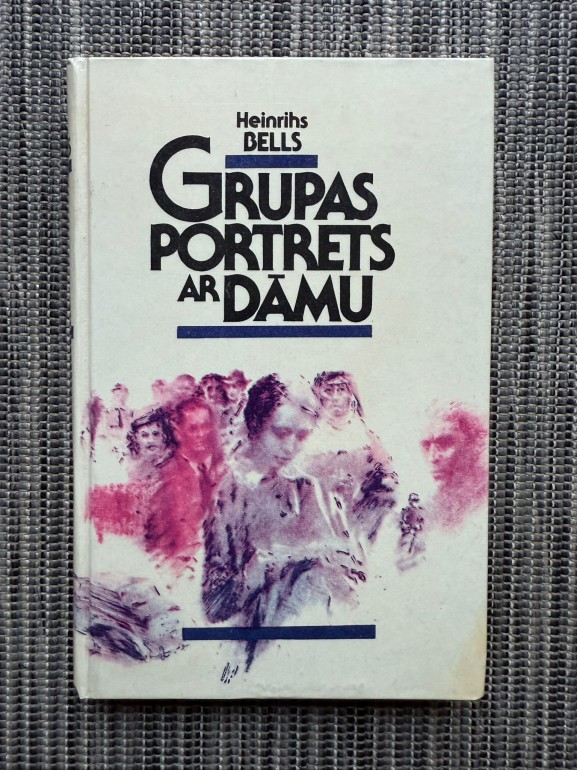 Heinrihs
BELLS
GRUPAS
PORTRETS
AR DĀMU